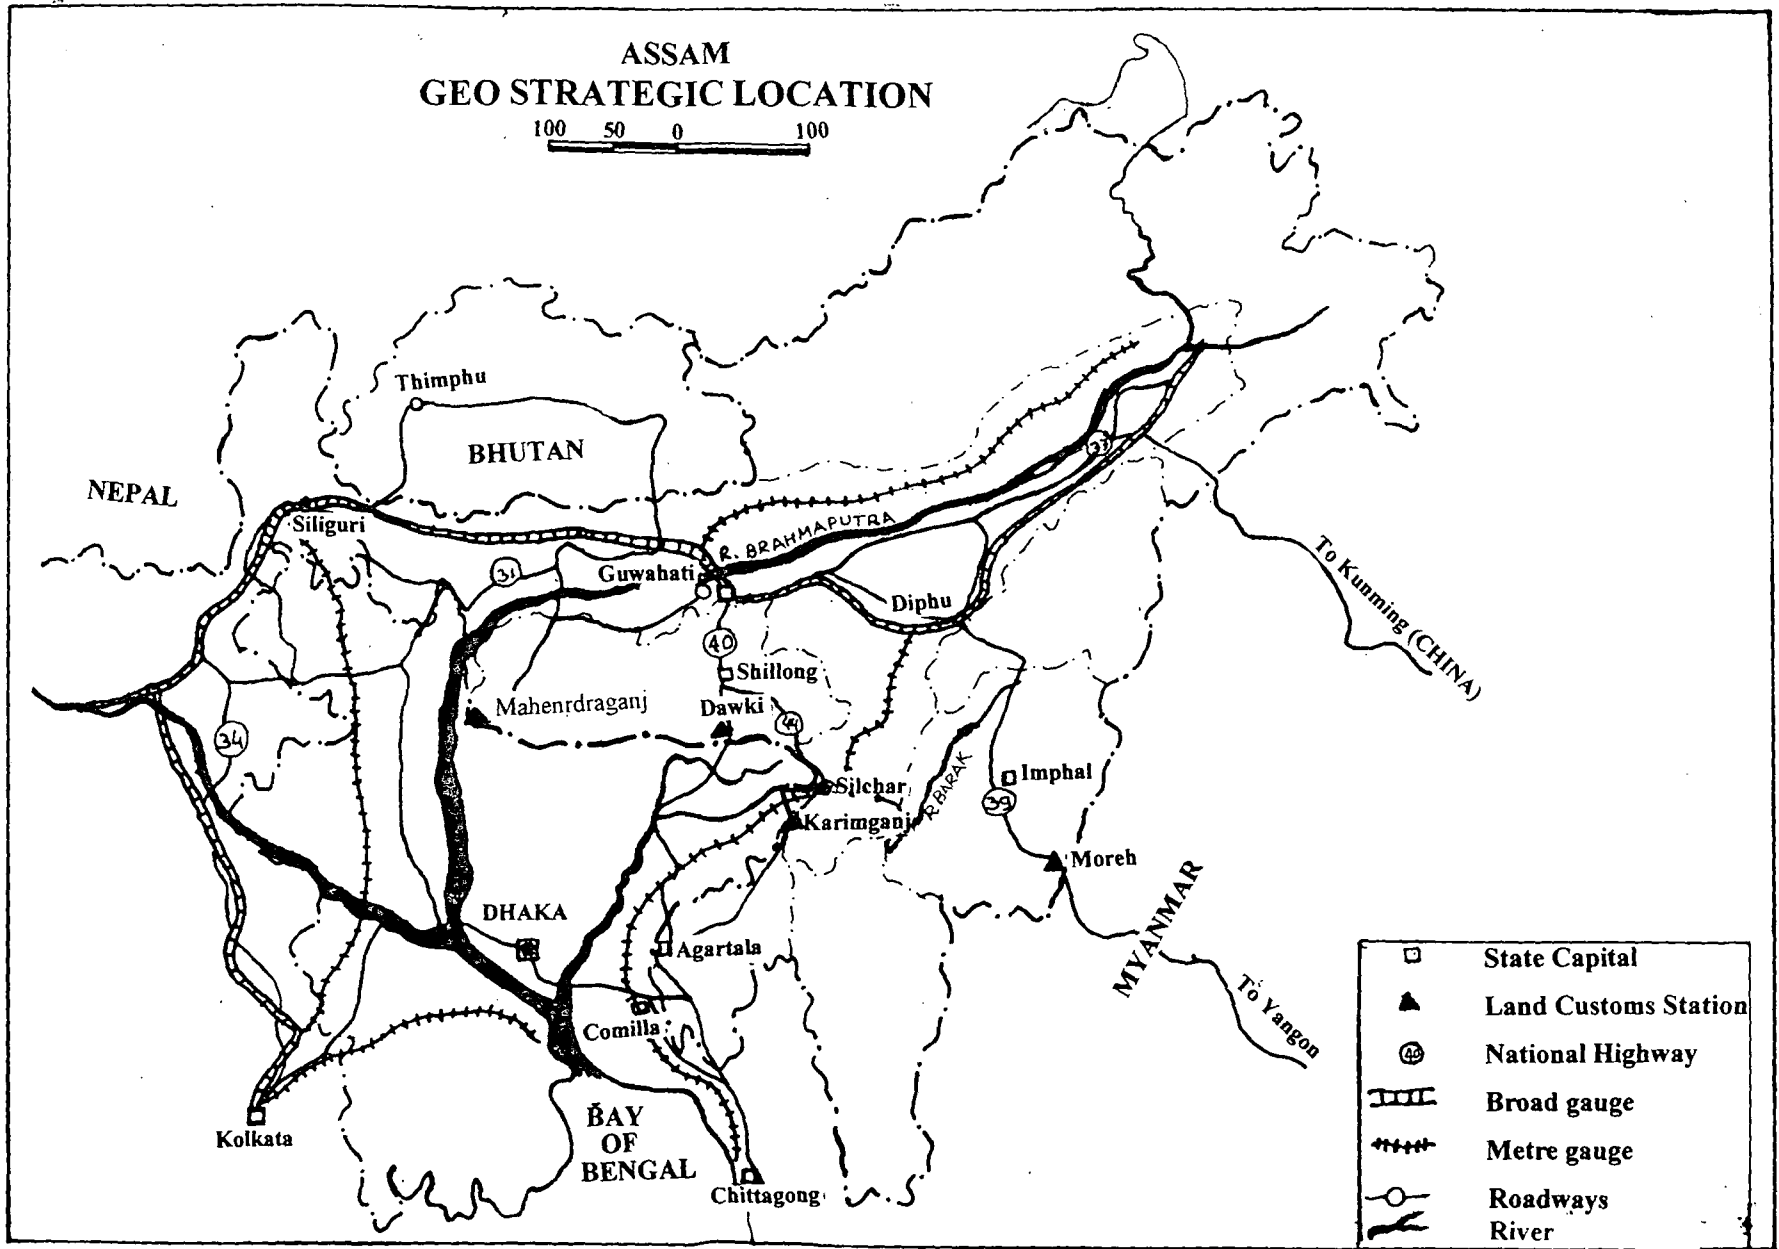 ASSAM
GEO STRATEGIC LOCATION
100 50 0 100
Thimphu
BHUTAN
NEPAL
Siliguri
R. BRAHMAPUTRA
37
31
Guwahati
Diphu
To Kunming (CHINA)
40
Shillong
Mahenrdraganj
Dawki
44
34
Silchar
R. BARAK
Imphal
39
Karimganj
Moreh
MYANMAR
DHAKA
Agartala
To Yangon
Comilla
Kolkata
BAY
OF
BENGAL
Chittagong
State Capital
Land Customs Station
40 National Highway
Broad gauge
Metre gauge
Roadways
River